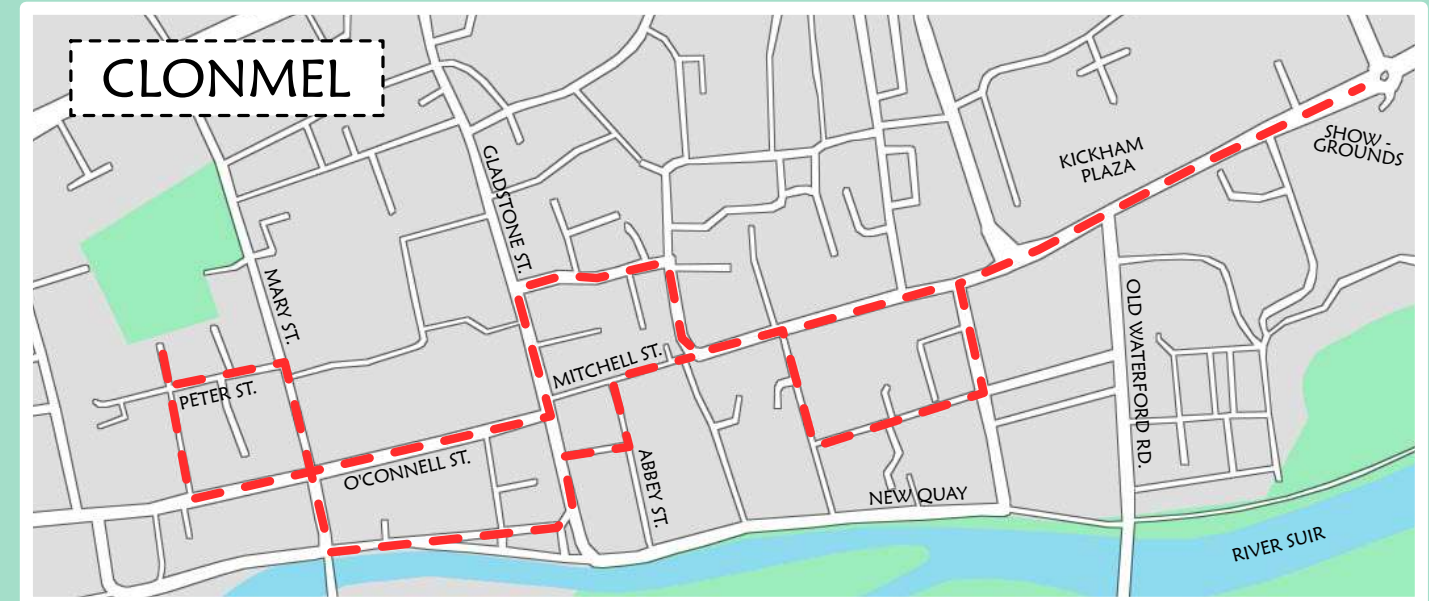 CLONMEL
GLADSTONE ST.
KICKHAM
PLAZA
SHOW-
GROUNDS
MARY ST.
OLD WATERFORD RD.
MITCHELL ST.
PETER ST.
O'CONNELL ST.
ABBEY ST.
NEW QUAY
RIVER SUIR